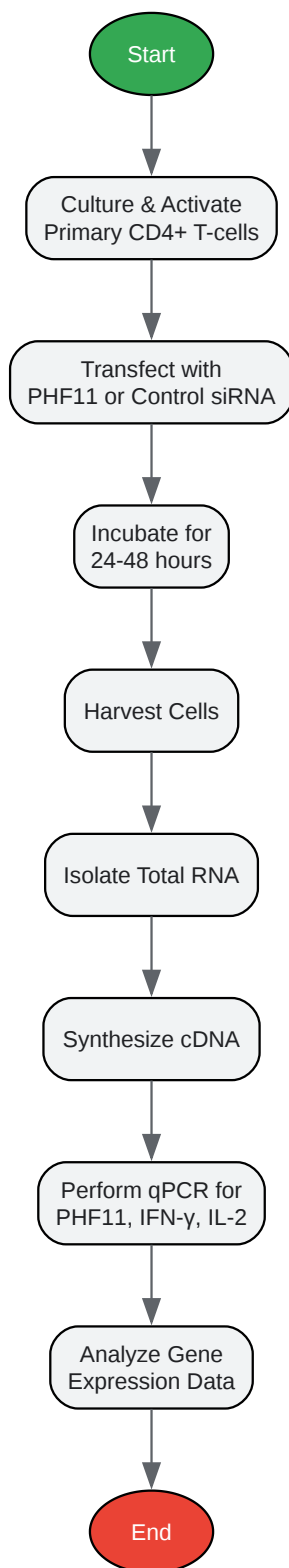 Start
Culture & Activate
Primary CD4+ T-cells
Transfect with
PHF11 or Control siRNA
Incubate for
24-48 hours
Harvest Cells
Isolate Total RNA
Synthesize cDNA
Perform qPCR for
PHF11, IFN-γ, IL-2
Analyze Gene
Expression Data
End